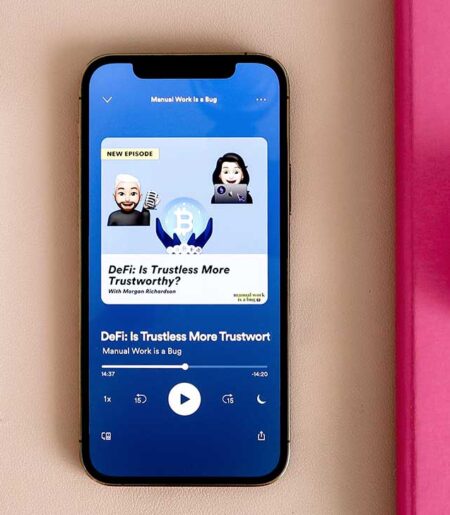 Manual Work is a Bug
NEW EPISODE
DeFi: Is Trustless More
Trustworthy?
With Morgan Richardson
manual work
is a bug
DeFi: Is Trustless More Trustwort
Manual Work is a Bug
14:37
-14:20
1x
15
15